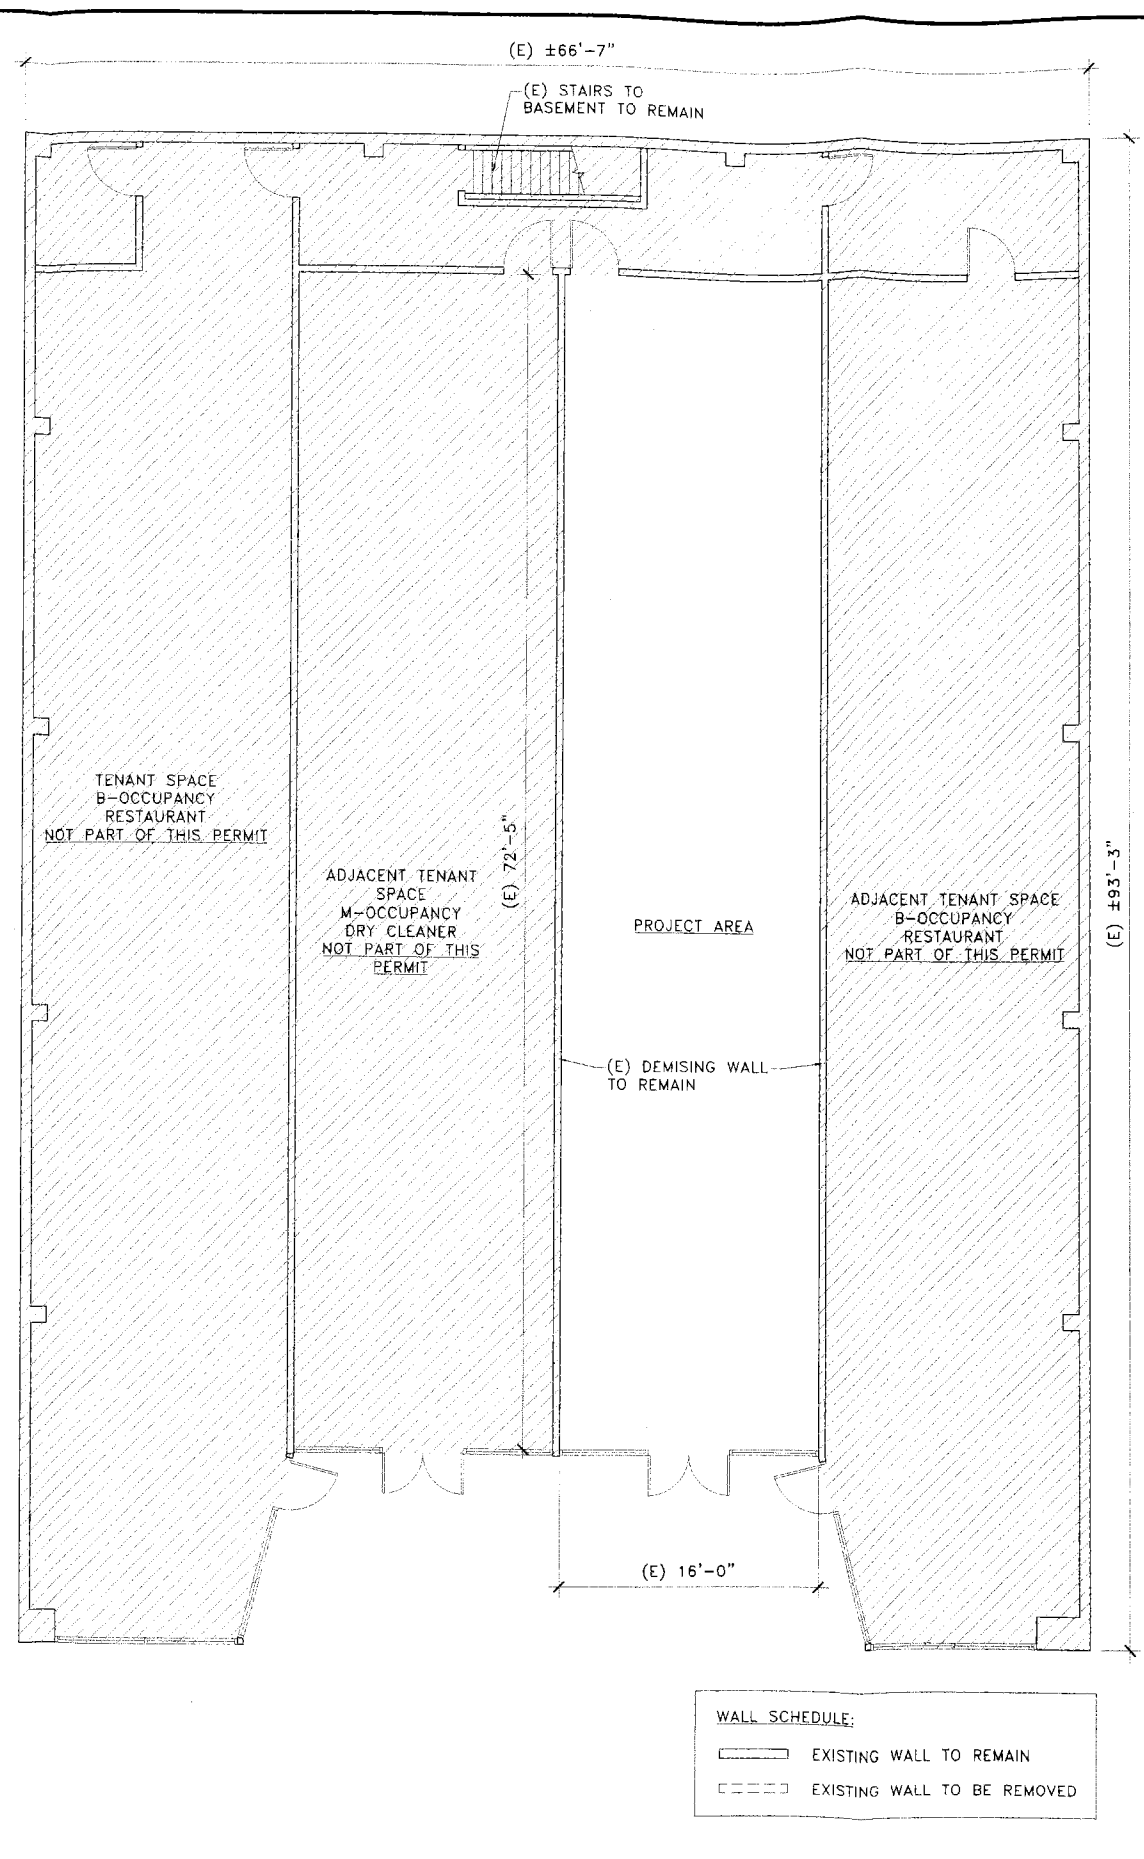 (E) ±66'-7"
(E) STAIRS TO
BASEMENT TO REMAIN
TENANT SPACE
B-OCCUPANCY
RESTAURANT
NOT PART OF THIS PERMIT
ADJACENT TENANT
SPACE
M-OCCUPANCY
DRY CLEANER
NOT PART OF THIS
PERMIT
(E) 72'-5"
PROJECT AREA
ADJACENT TENANT SPACE
B-OCCUPANCY
RESTAURANT
NOT PART OF THIS PERMIT
(E) ±93'-3"
(E) DEMISING WALL
TO REMAIN
(E) 16'-0"
WALL SCHEDULE:
EXISTING WALL TO REMAIN
EXISTING WALL TO BE REMOVED